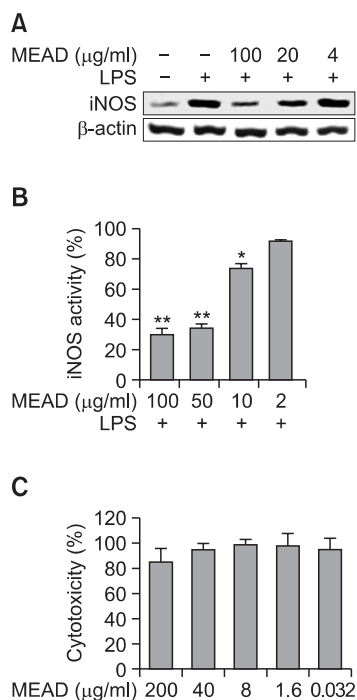 A
MEAD (μg/ml) – – 100 20 4
LPS – + + + +
iNOS
β-actin
B
iNOS activity (%)
100
80
60
40
20
0
** ** *
MEAD (μg/ml) 100 50 10 2
LPS + + + +
C
Cytotoxicity (%)
120
100
80
60
40
20
0
MEAD (μg/ml) 200 40 8 1.6 0.032